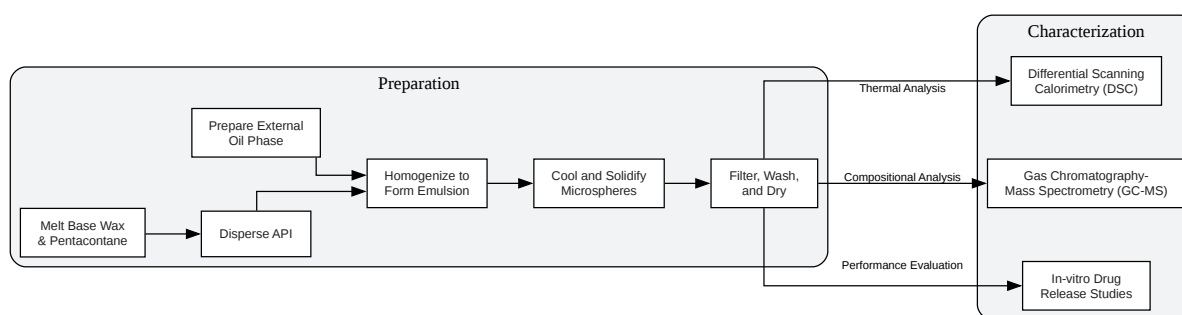 Characterization
Preparation
Differential Scanning
Calorimetry (DSC)
Thermal Analysis
Prepare External
Oil Phase
Homogenize to
Form Emulsion
Cool and Solidify
Microspheres
Filter, Wash,
and Dry
Compositional Analysis
Gas Chromatography-
Mass Spectrometry (GC-MS)
Melt Base Wax
& Pentacontane
Disperse API
Performance Evaluation
In-vitro Drug
Release Studies